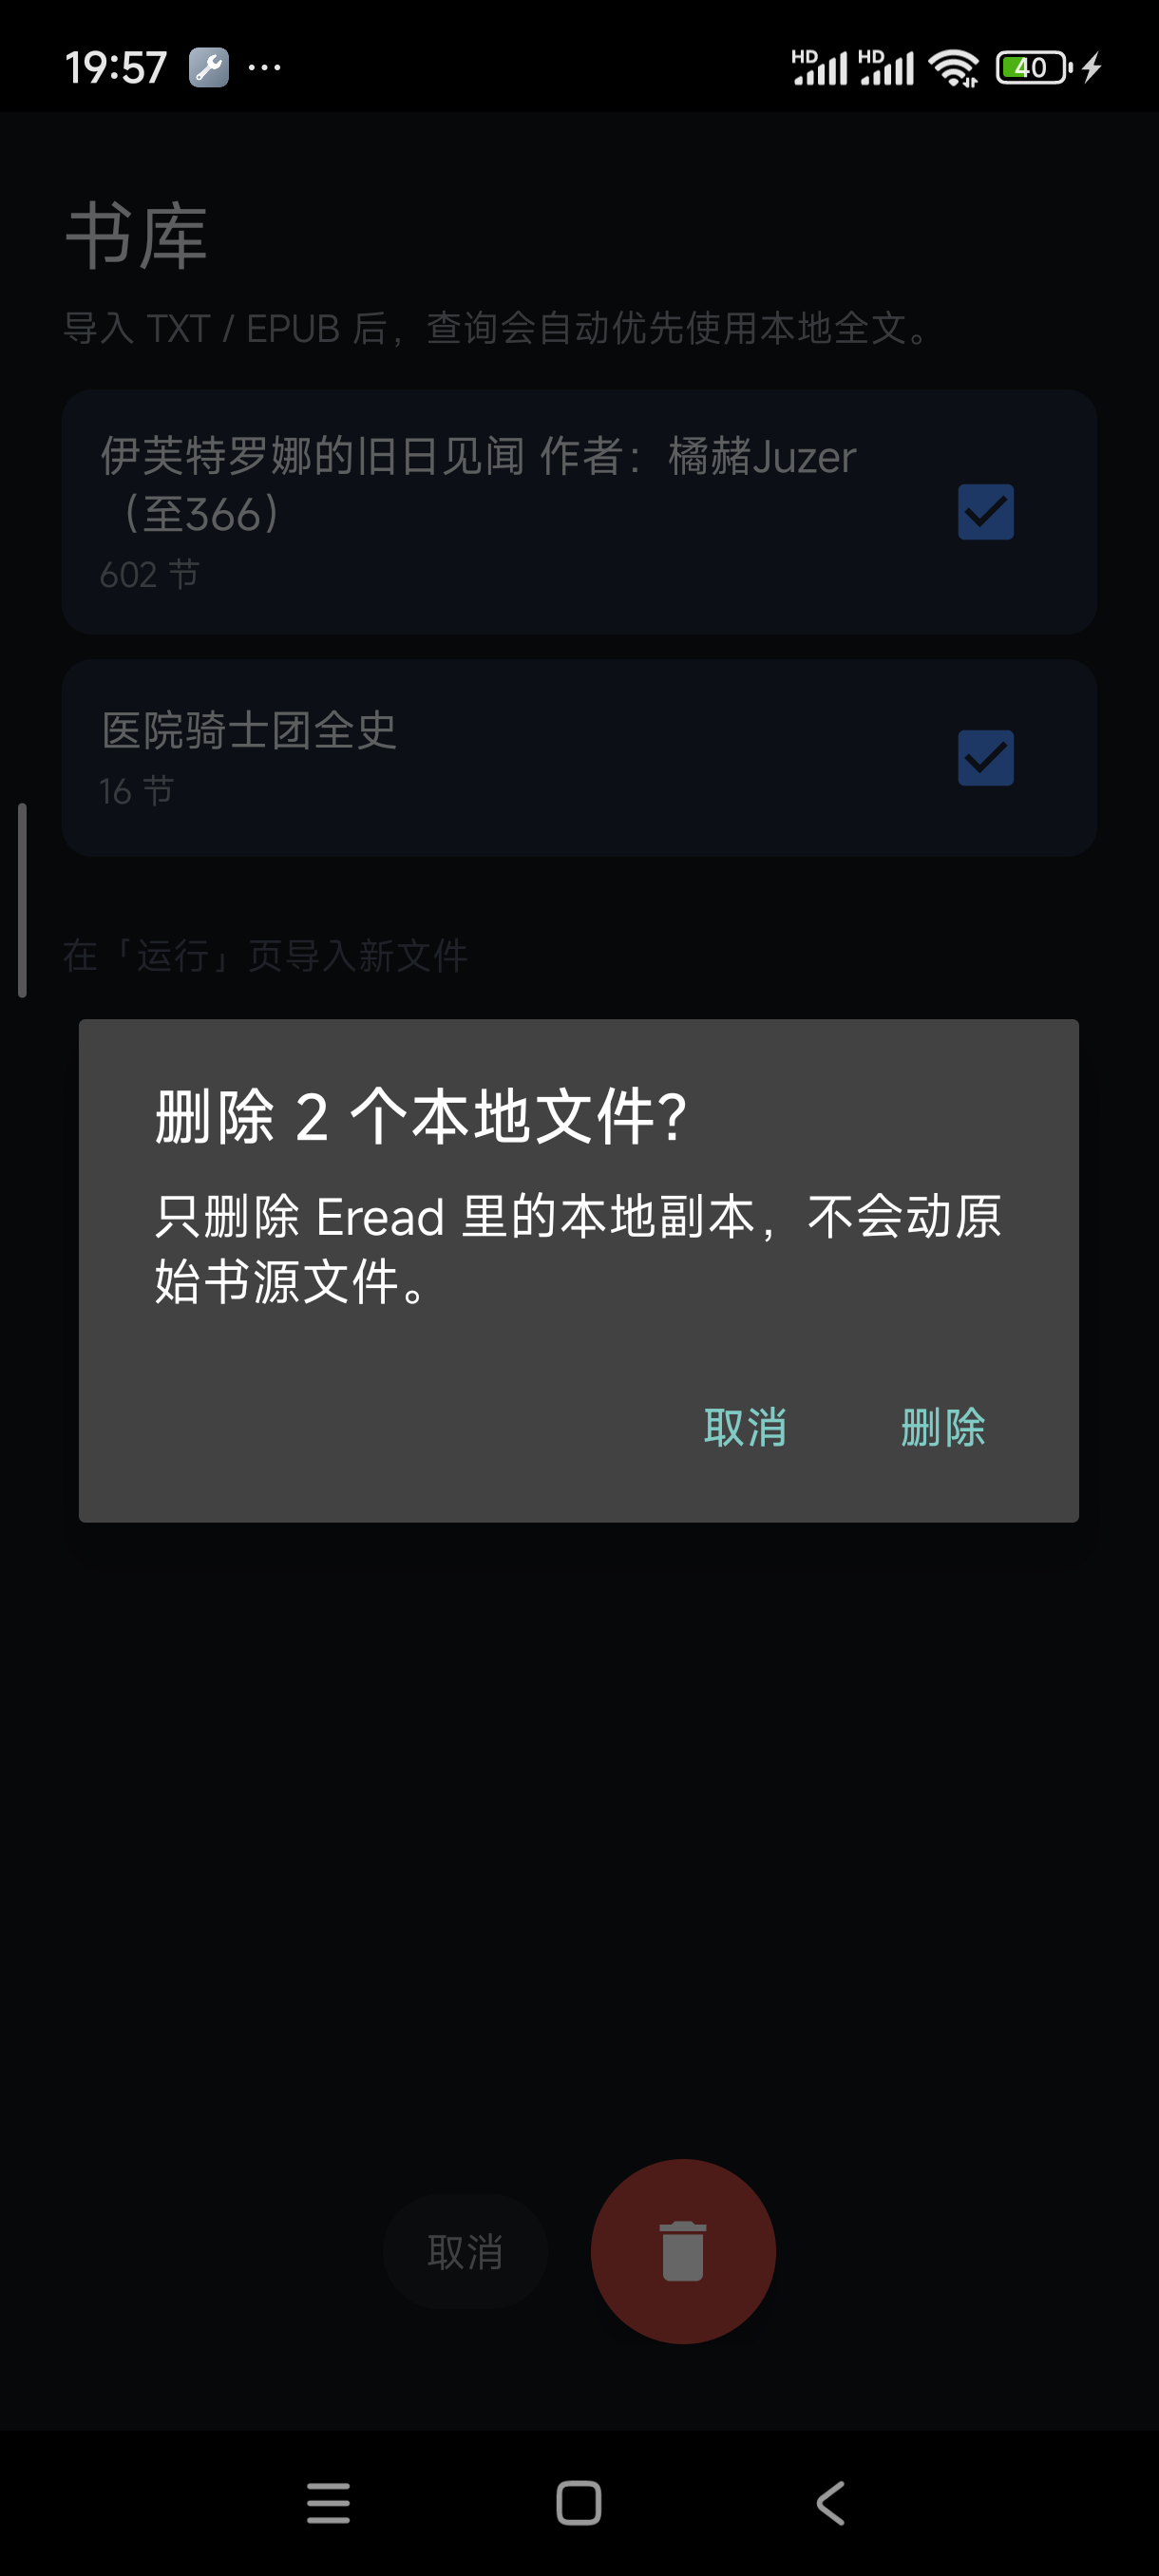 19:57
HD HD 40
书库
导入 TXT / EPUB 后，查询会自动优先使用本地全文。
伊芙特罗娜的旧日见闻 作者：橘赭Juzer
（至366）
602 节
医院骑士团全史
16 节
在「运行」页导入新文件
删除 2 个本地文件？
只删除 Eread 里的本地副本，不会动原
始书源文件。
取消 删除
取消